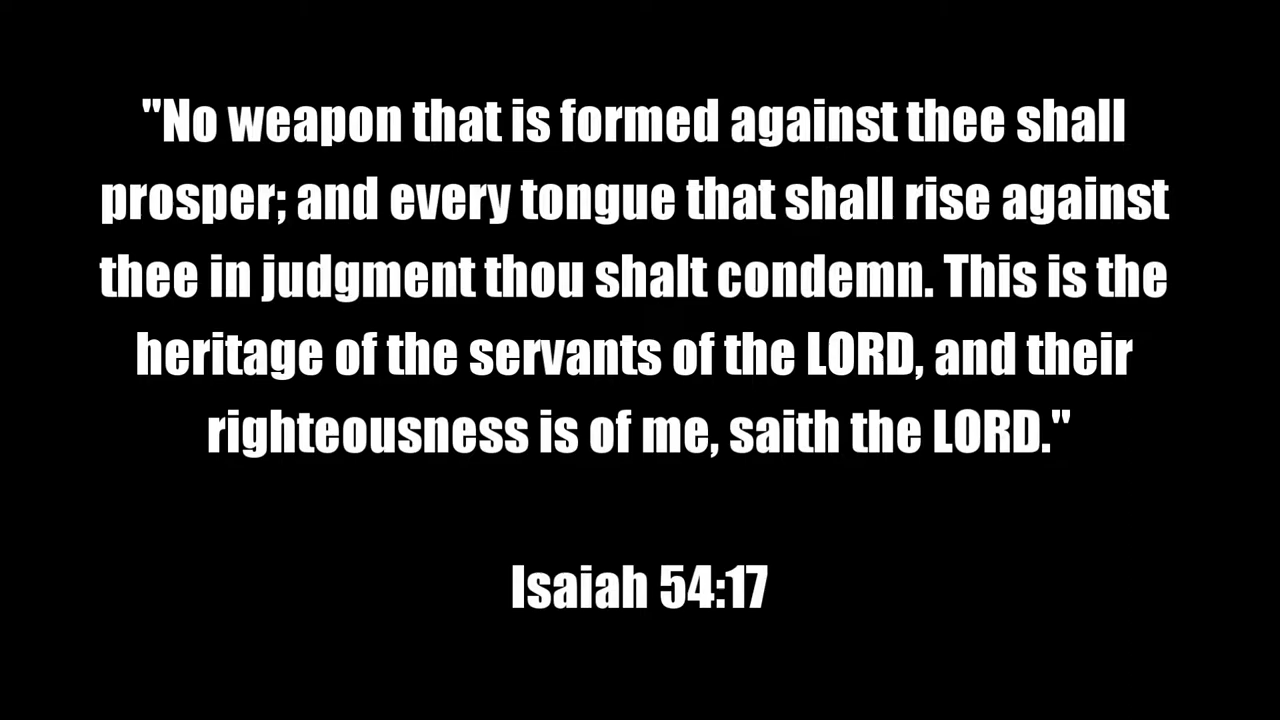 "No weapon that is formed against thee shall
prosper; and every tongue that shall rise against
thee in judgment thou shalt condemn. This is the
heritage of the servants of the LORD, and their
righteousness is of me, saith the LORD."
Isaiah 54:17